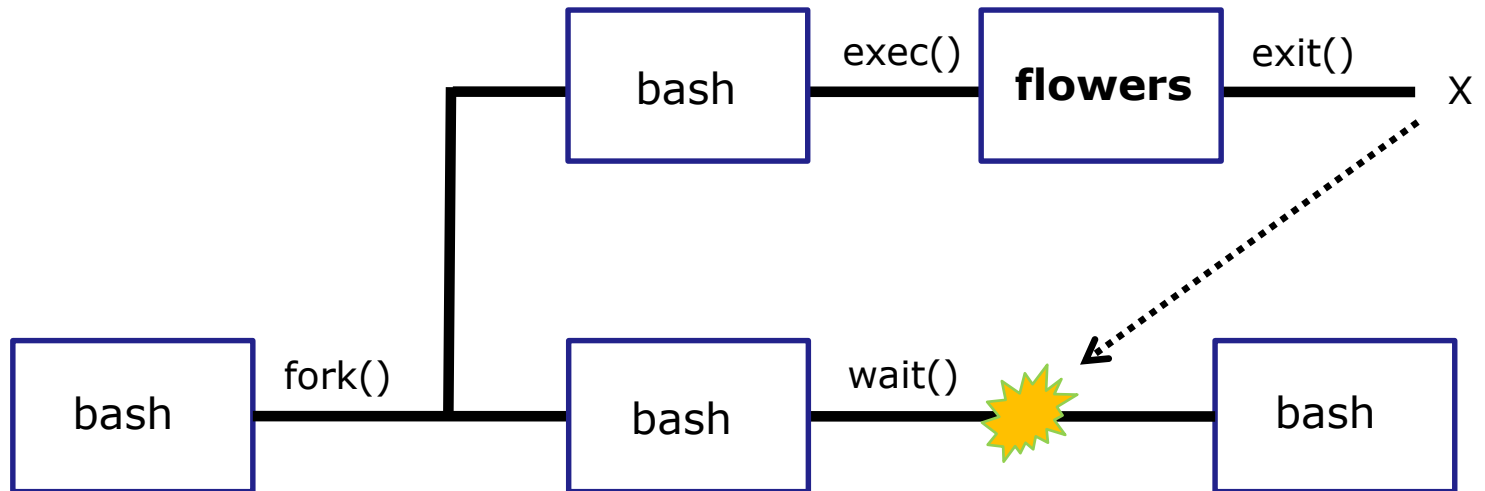 bash
exec()
flowers
exit()
X
bash
fork()
bash
wait()
bash